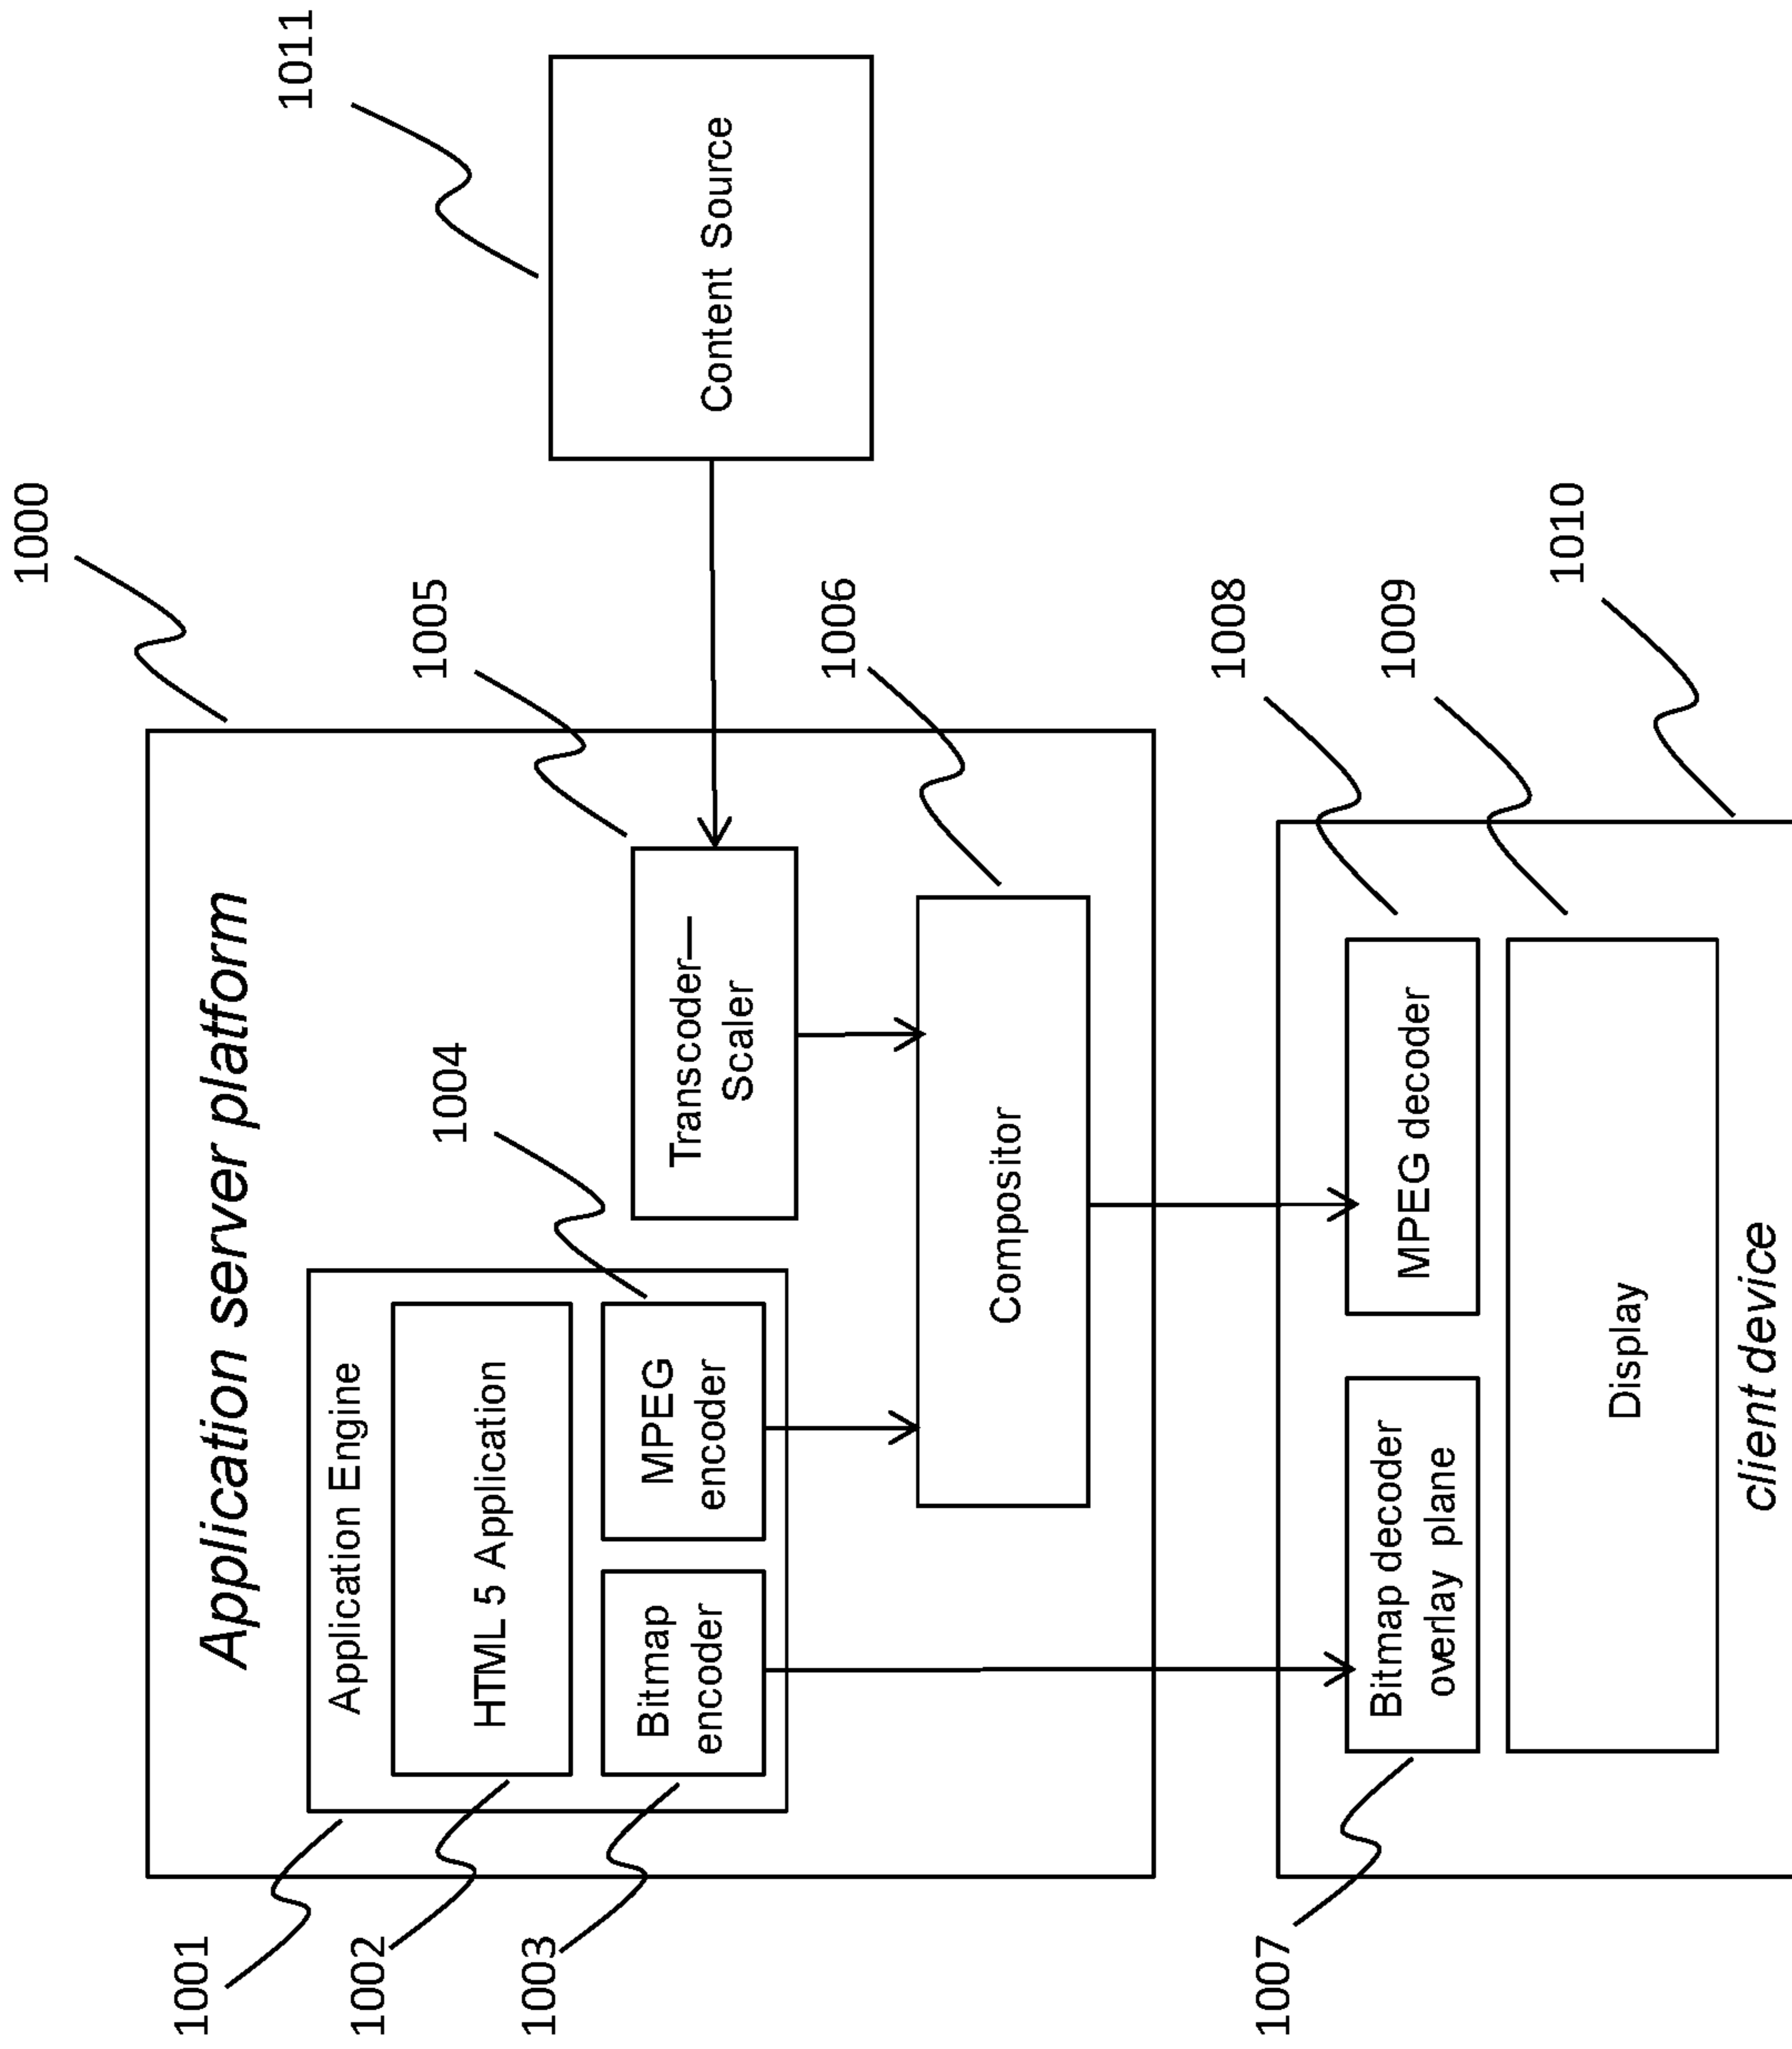 1000
1011
Application server platform
1005
Application Engine
1001
1004
HTML 5 Application
1002
Transcoder—
Scaler
Content Source
Bitmap
encoder
MPEG
encoder
1003
1006
Compositor
1008
1007
Bitmap decoder
overlay plane
MPEG decoder
1009
Display
1010
client device